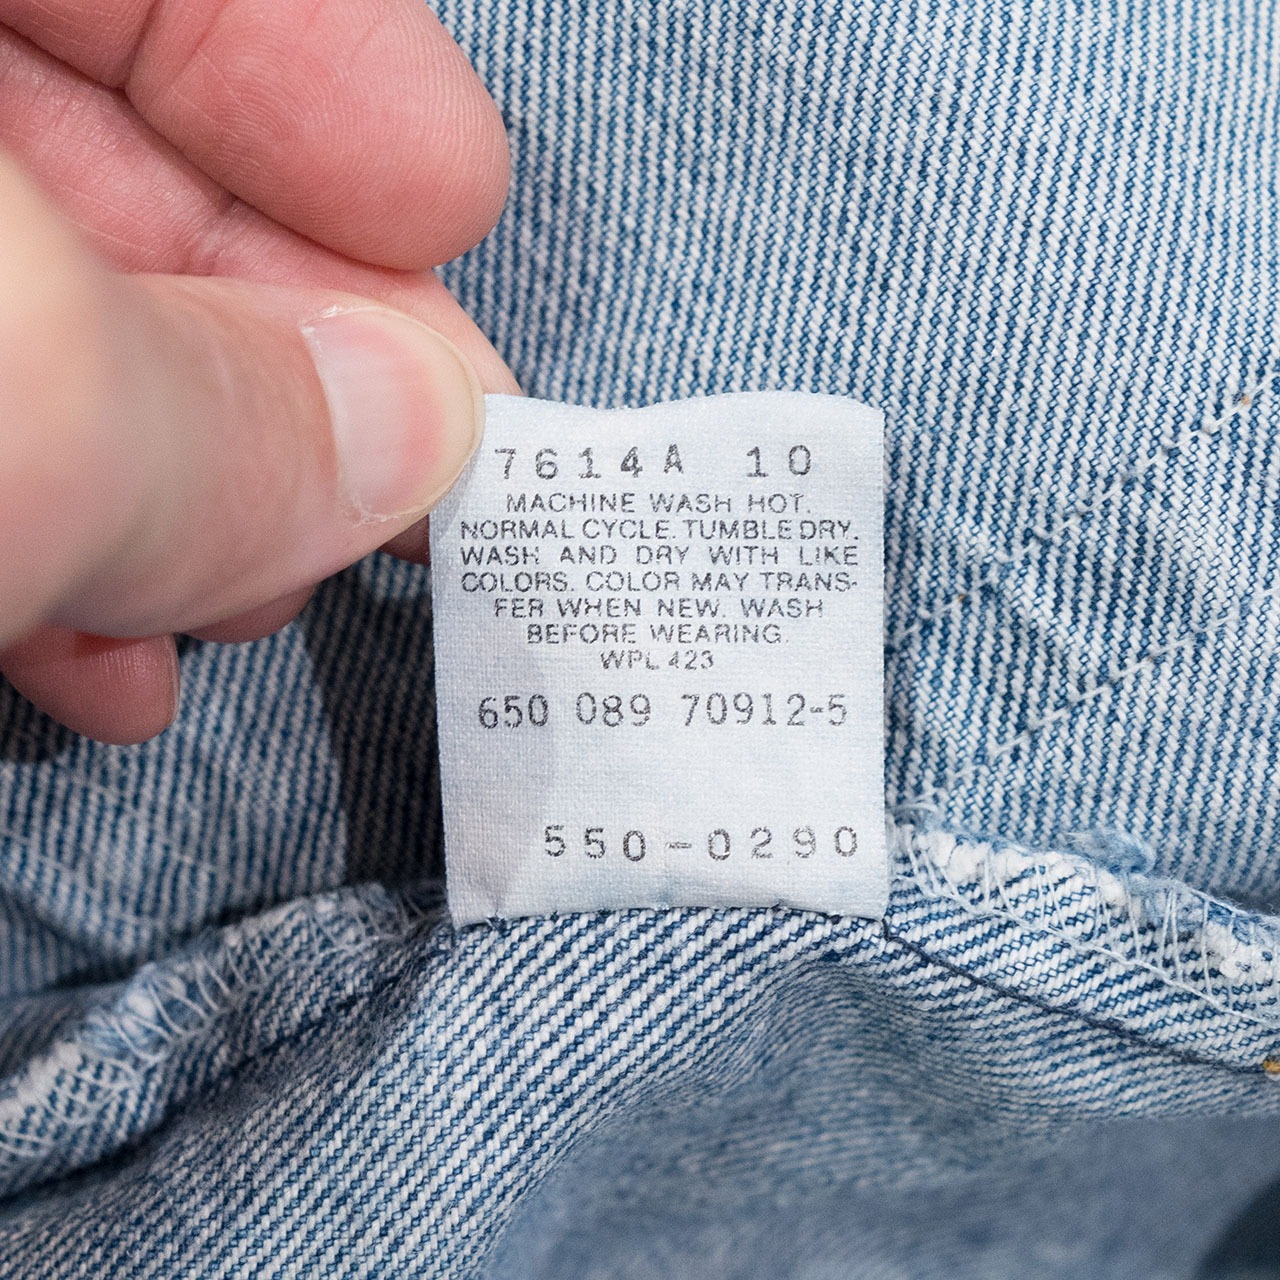 7614A 10
MACHINE WASH HOT.
NORMAL CYCLE. TUMBLE DRY.
WASH AND DRY WITH LIKE
COLORS. COLOR MAY TRANS-
FER WHEN NEW. WASH
BEFORE WEARING.
WPL 423
650 089 70912-5
550-0290